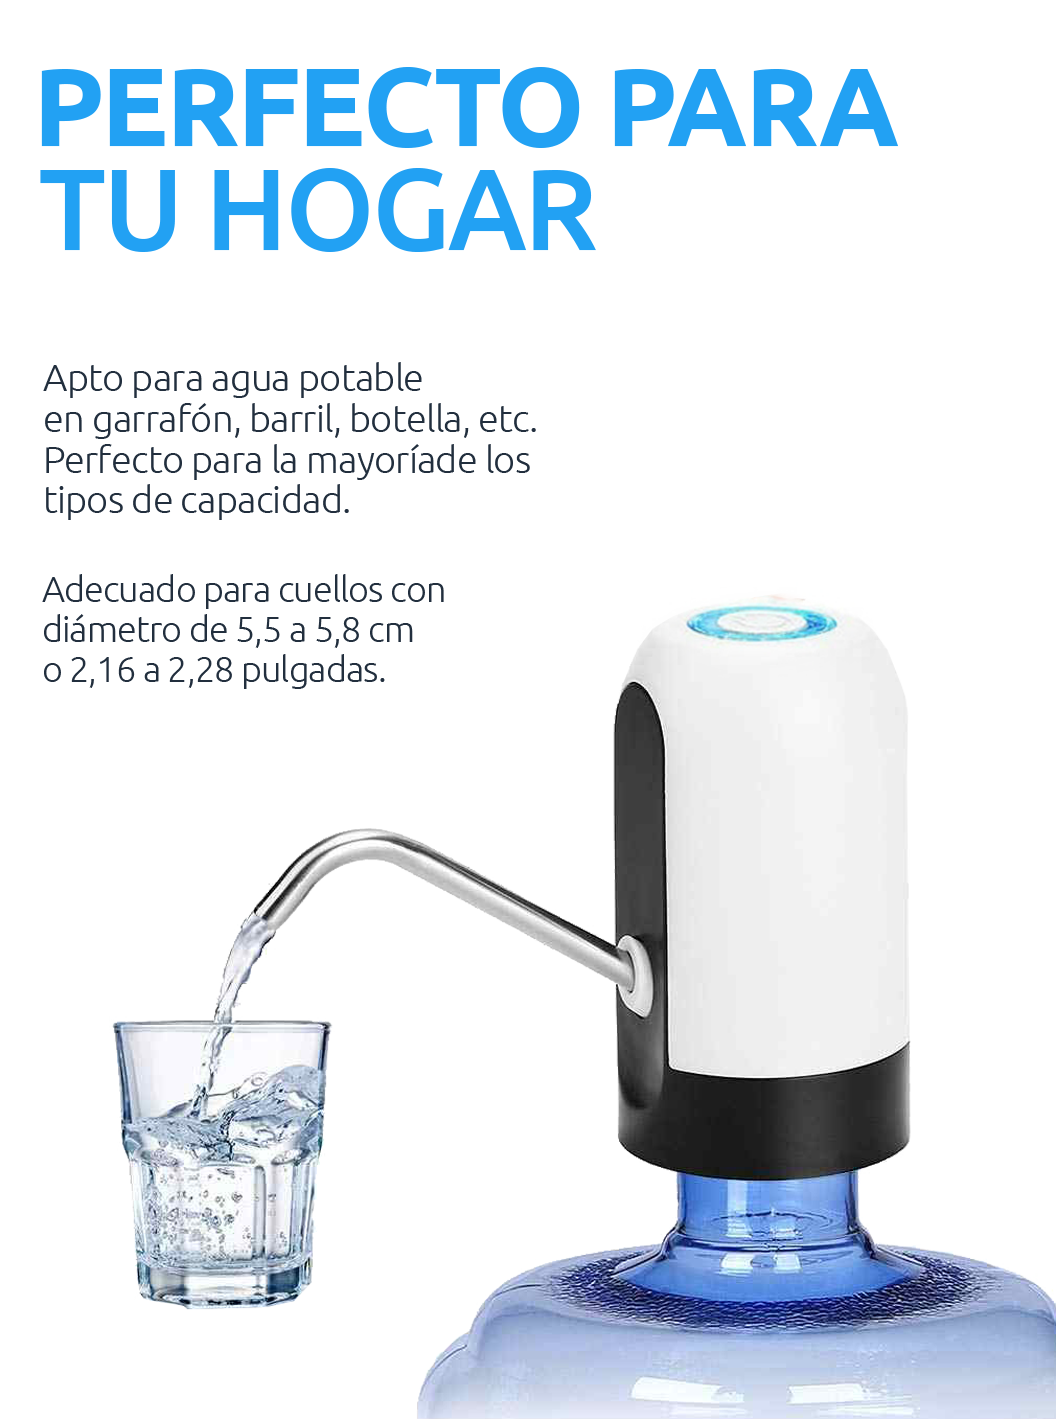 PERFECTO PARA
TU HOGAR
Apto para agua potable
en garrafón, barril, botella, etc.
Perfecto para la mayoríade los
tipos de capacidad.
Adecuado para cuellos con
diámetro de 5,5 a 5,8 cm
o 2,16 a 2,28 pulgadas.